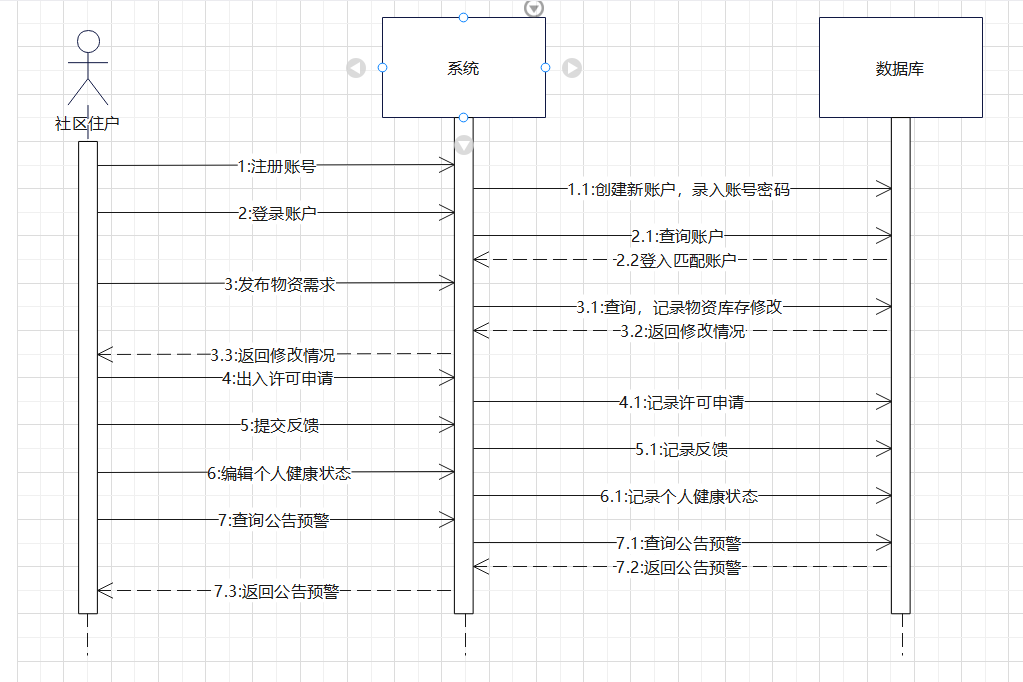 系统
数据库
社区住户
1:注册账号
1.1:创建新账户，录入账号密码
2:登录账户
2.1:查询账户
2.2登入匹配账户
3:发布物资需求
3.1:查询，记录物资库存修改
3.2:返回修改情况
3.3:返回修改情况
4:出入许可申请
4.1:记录许可申请
5:提交反馈
5.1:记录反馈
6:编辑个人健康状态
6.1:记录个人健康状态
7:查询公告预警
7.1:查询公告预警
7.2:返回公告预警
7.3:返回公告预警